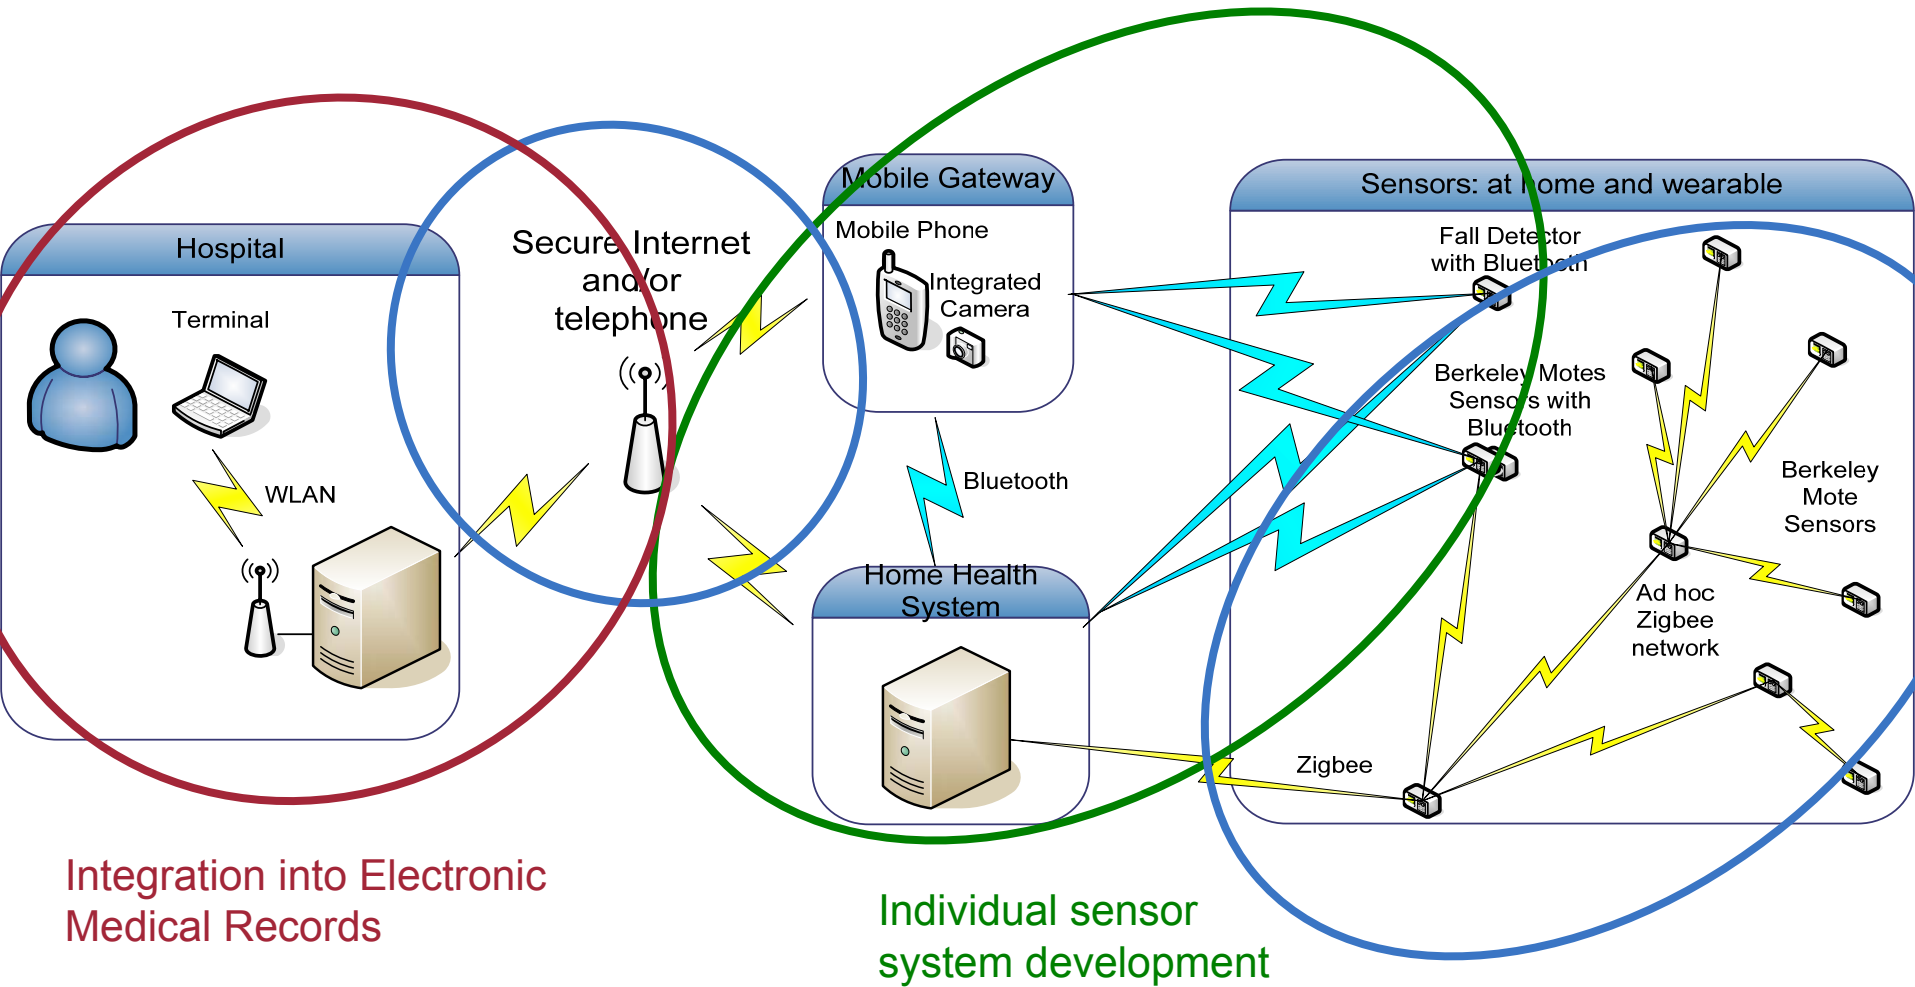 Hospital
Terminal
WLAN
Secure Internet
and/or
telephone
Mobile Gateway
Mobile Phone
Integrated
Camera
Bluetooth
Home Health
System
Sensors: at home and wearable
Fall Detector
with Bluetooth
Berkeley Motes
Sensors with
Bluetooth
Berkeley
Mote
Sensors
Ad hoc
Zigbee
network
Zigbee
Integration into Electronic
Medical Records
Individual sensor
system development